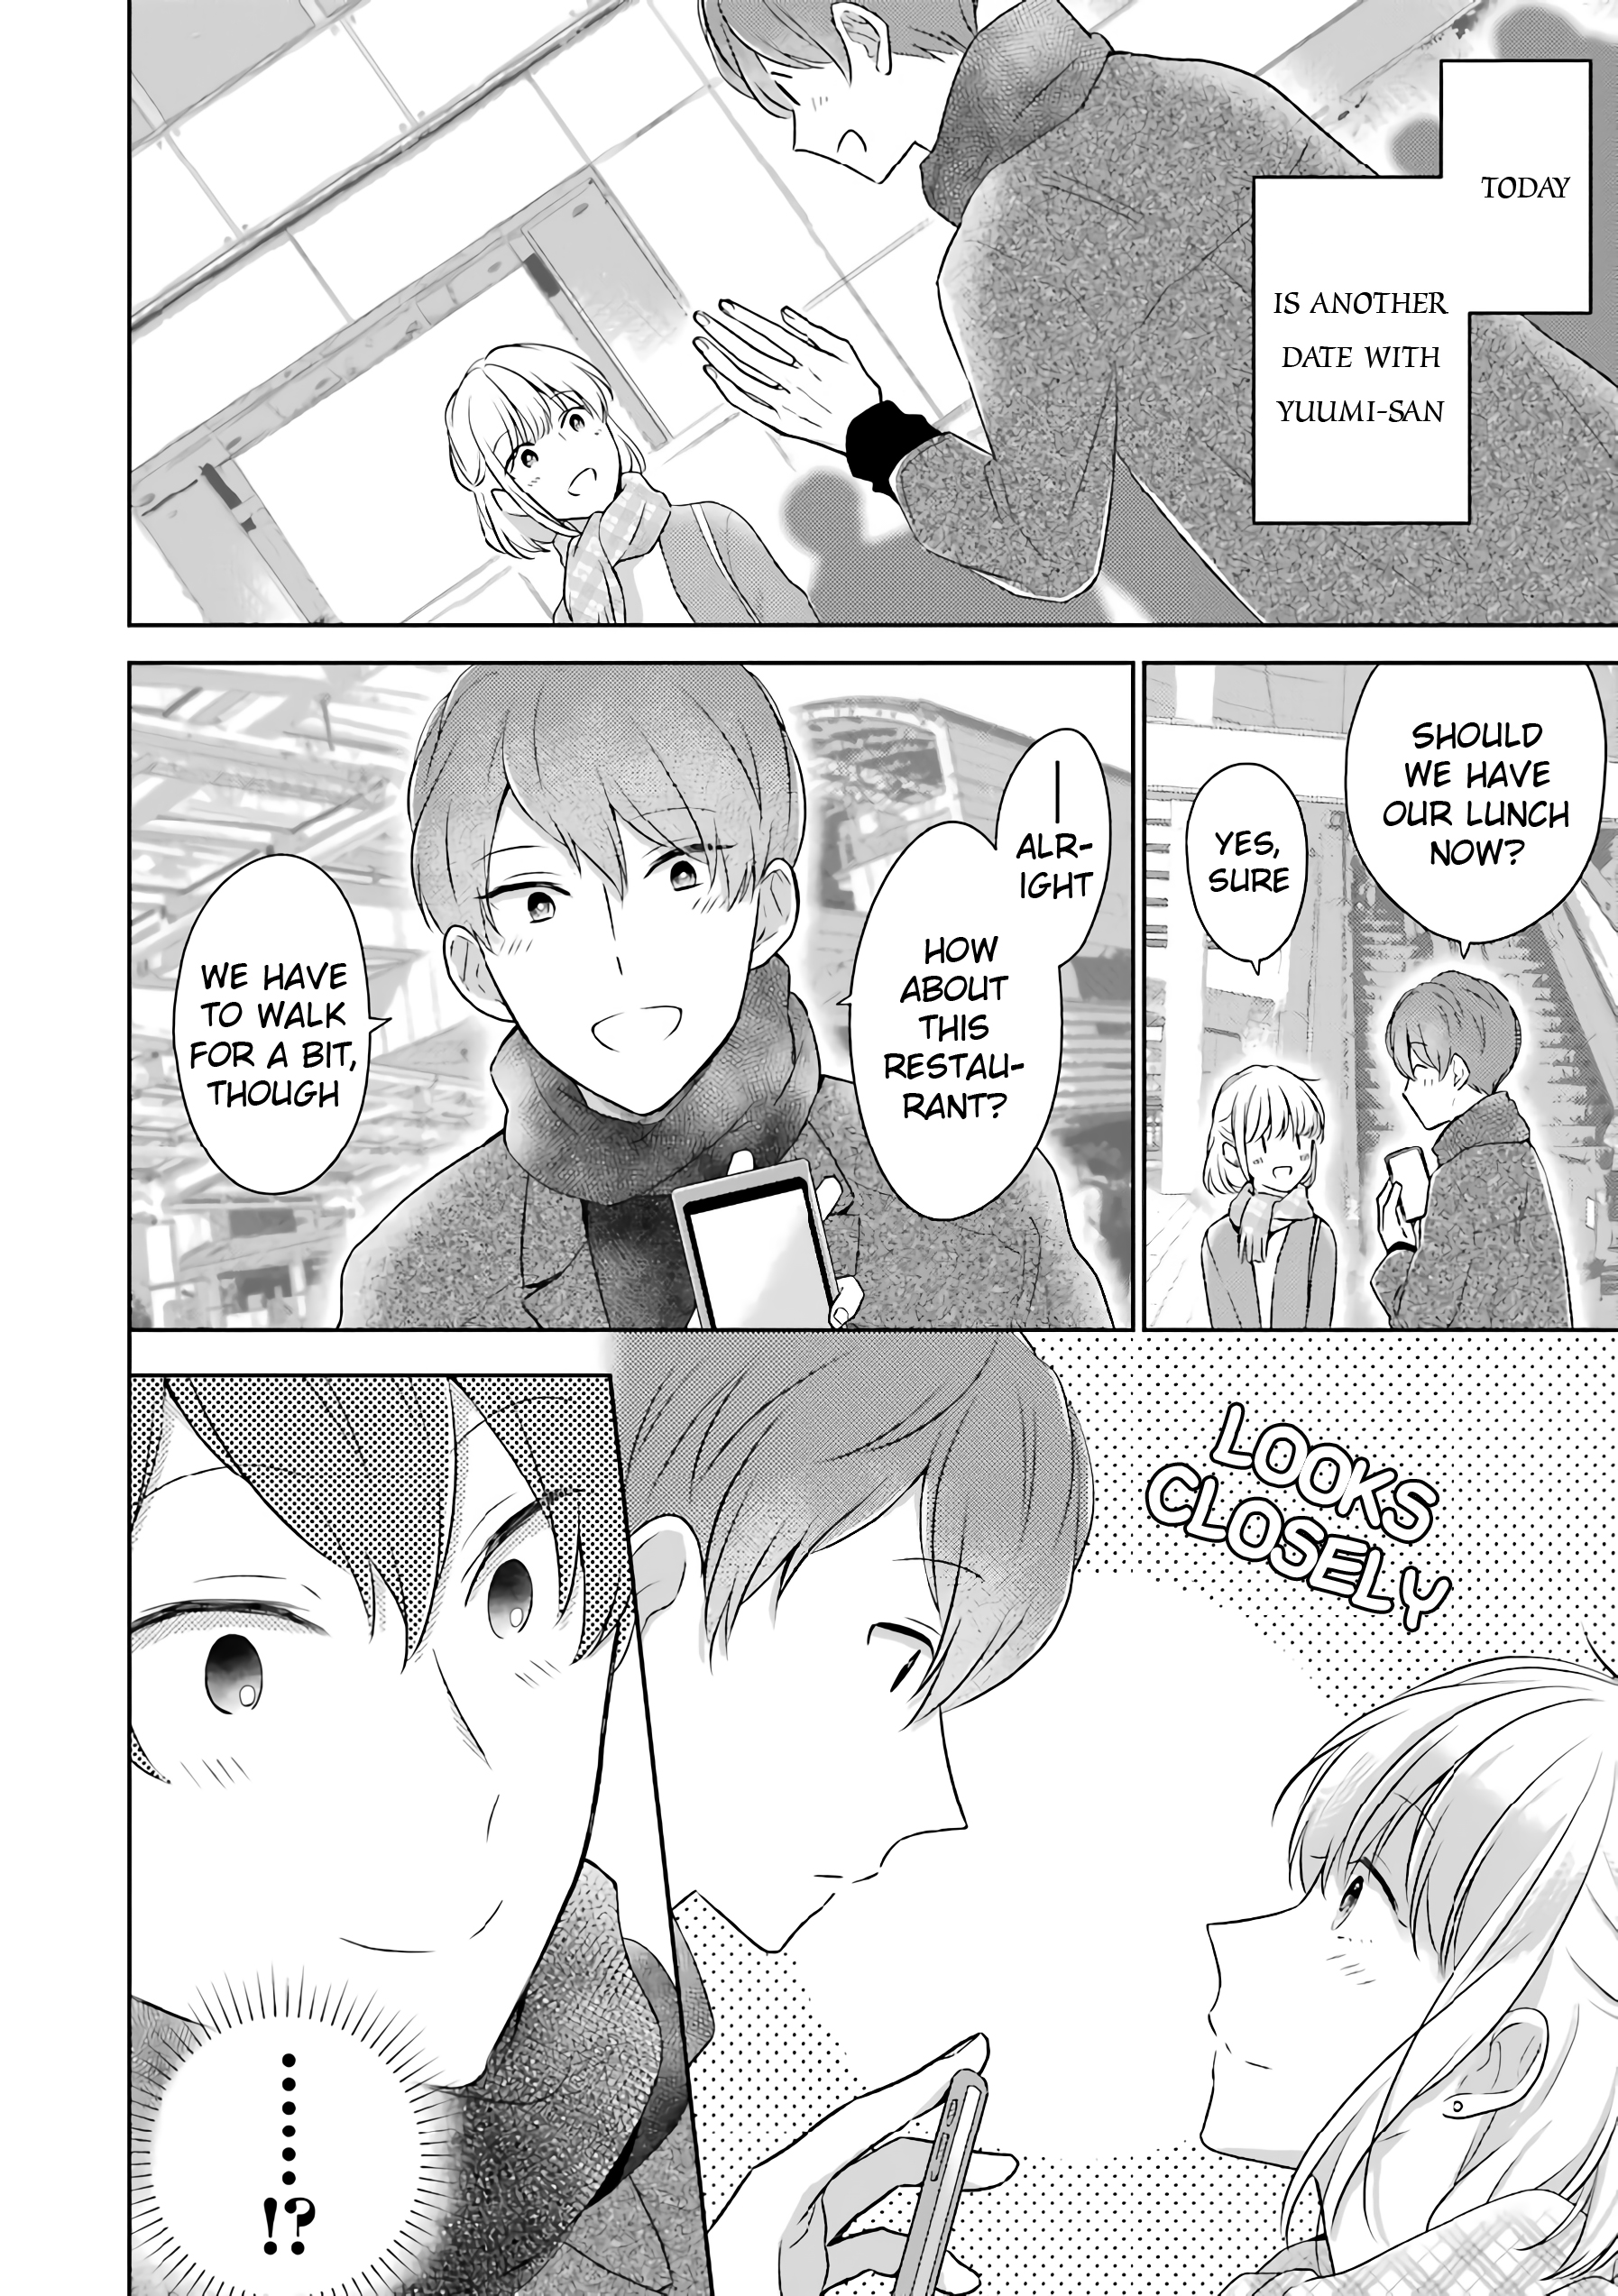 TODAY
IS ANOTHER
DATE WITH
YUUMI-SAN
SHOULD
WE HAVE
OUR LUNCH
NOW?
YES,
SURE
—
ALR-
IGHT
HOW
ABOUT
THIS
RESTAU-
RANT?
WE HAVE
TO WALK
FOR A BIT,
THOUGH
LOOKS
CLOSELY
......
!?